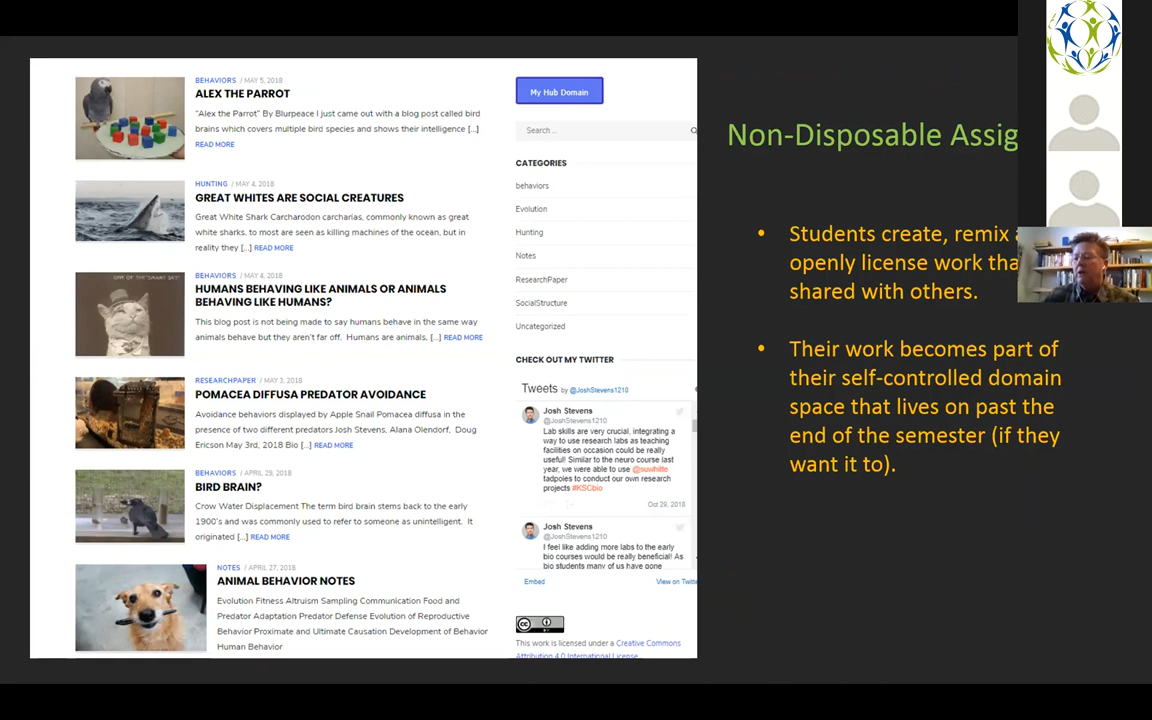 BEHAVIORS / MAY 5, 2018
ALEX THE PARROT
“Alex the Parrot” By Blurpeace I just came out with a blog post called bird
brains which covers multiple bird species and shows their intelligence [...]
READ MORE
HUNTING / MAY 4, 2018
GREAT WHITES ARE SOCIAL CREATURES
Great White Shark Carcharodon carcharias, commonly known as great
white sharks, to most are seen as killing machines of the ocean, but in
reality they [...] READ MORE
BEHAVIORS / MAY 4, 2018
HUMANS BEHAVING LIKE ANIMALS OR ANIMALS
BEHAVING LIKE HUMANS?
This blog post is not being made to say humans behave in the same way
animals behave but they aren't far off. Humans are animals, [...] READ MORE
RESEARCHPAPER / MAY 3, 2018
POMACEA DIFFUSA PREDATOR AVOIDANCE
Avoidance behaviors displayed by Apple Snail Pomacea diffusa in the
presence of two different predators Josh Stevens, Alana Olendorf, Doug
Ericson May 3rd, 2018 Bio [...] READ MORE
BEHAVIORS / APRIL 29, 2018
BIRD BRAIN?
Crow Water Displacement The term bird brain stems back to the early
1900's and was commonly used to refer to someone as unintelligent. It
originated [...] READ MORE
NOTES / APRIL 27, 2018
ANIMAL BEHAVIOR NOTES
Evolution Fitness Altruism Sampling Communication Food and
Predator Adaptation Predator Defense Evolution of Reproductive
Behavior Proximate and Ultimate Causation Development of Behavior
Human Behavior
My Hub Domain
Search ...
CATEGORIES
behaviors
Evolution
Hunting
Notes
ResearchPaper
SocialStructure
Uncategorized
CHECK OUT MY TWITTER
Tweets by @JoshStevens1210
Josh Stevens
@JoshStevens1210
Lab skills are very crucial, integrating a
way to use research labs as teaching
facilities on occasion could be really
useful! Similar to the neuro course last
year, we were able to use @suwhitte
tadpoles to conduct our own research
projects #KSCbio
Oct 29, 2018
Josh Stevens
@JoshStevens1210
I feel like adding more labs to the early
bio courses would be really beneficial! As
bio students many of us have gone
Embed
View on Twitte
cc
BY
This work is licensed under a Creative Commons
Attribution 4.0 International License
Non-Disposable Assig
• Students create, remix
openly license work tha
shared with others.
• Their work becomes part of
their self-controlled domain
space that lives on past the
end of the semester (if they
want it to).